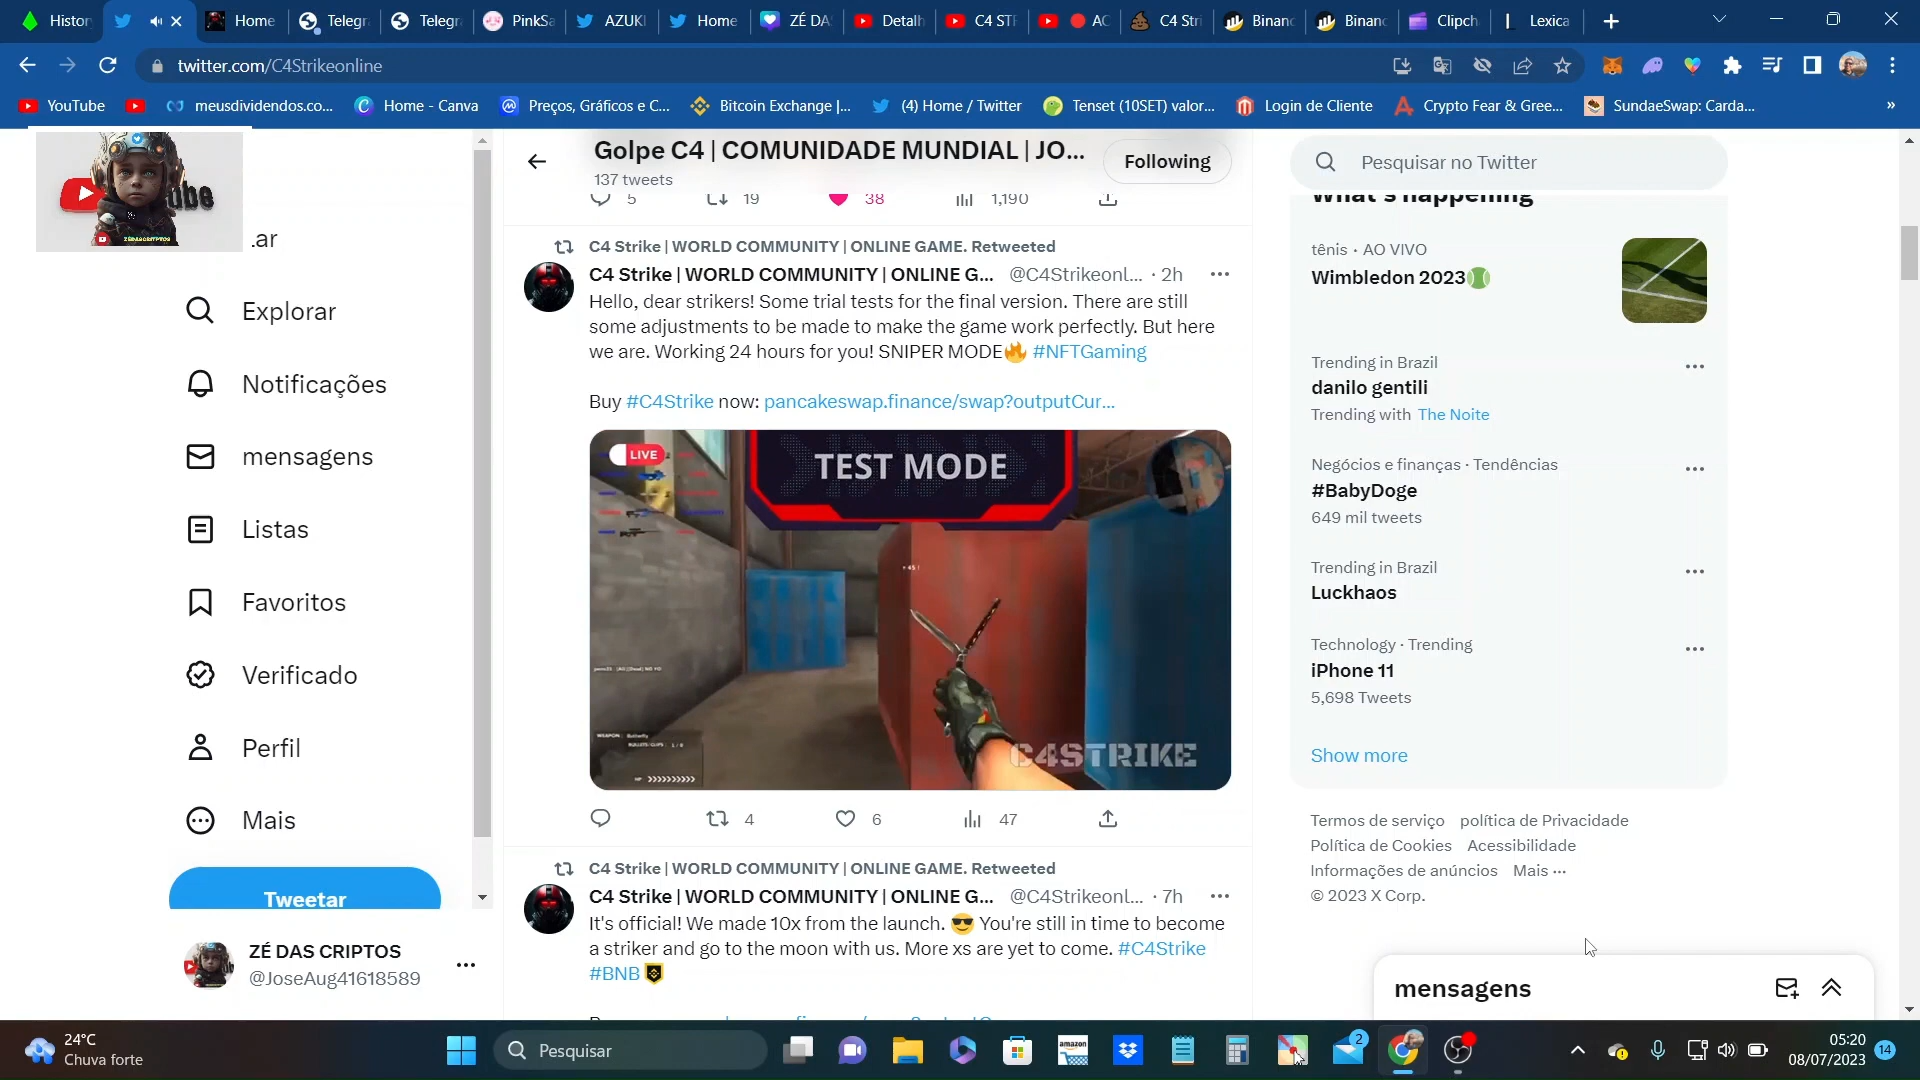 Histor
Home
Telegr
Telegr
PinkSa
AZUKI
Home
ZÉ DA
Detalh
C4 STR
AC
C4 Stri
Binanc
Binanc
Clipch
Lexica
twitter.com/C4Strikeonline
YouTube
meusdividendos.co...
Home - Canva
Preços, Gráficos e C...
Bitcoin Exchange |...
(4) Home / Twitter
Tenset (10SET) valor...
Login de Cliente
Crypto Fear & Gree...
SundaeSwap: Carda...
»
ube
ZÉDASCRYPTOS
Lar
Explorar
Notificações
mensagens
Listas
Favoritos
Verificado
Perfil
Mais
Tweetar
ZÉ DAS CRIPTOS
@JoseAug41618589
Golpe C4 | COMUNIDADE MUNDIAL | JO...
137 tweets
Following
5 19 38 1,190
C4 Strike | WORLD COMMUNITY | ONLINE GAME. Retweeted
C4 Strike | WORLD COMMUNITY | ONLINE G... @C4Strikeonl... · 2h
Hello, dear strikers! Some trial tests for the final version. There are still
some adjustments to be made to make the game work perfectly. But here
we are. Working 24 hours for you! SNIPER MODE🔥 #NFTGaming
Buy #C4Strike now: pancakeswap.finance/swap?outputCur...
LIVE
TEST MODE
C4STRIKE
4 6 47
C4 Strike | WORLD COMMUNITY | ONLINE GAME. Retweeted
C4 Strike | WORLD COMMUNITY | ONLINE G... @C4Strikeonl... · 7h
It's official! We made 10x from the launch. 😎 You're still in time to become
a striker and go to the moon with us. More xs are yet to come. #C4Strike
#BNB
Pesquisar no Twitter
What's happening
tênis · AO VIVO
Wimbledon 2023
Trending in Brazil
danilo gentili
Trending with The Noite
Negócios e finanças · Tendências
#BabyDoge
649 mil tweets
Trending in Brazil
Luckhaos
Technology · Trending
iPhone 11
5,698 Tweets
Show more
Termos de serviço política de Privacidade
Política de Cookies Acessibilidade
Informações de anúncios Mais ···
© 2023 X Corp.
mensagens
24°C
Chuva forte
Pesquisar
amazon
2
05:20
08/07/2023
14